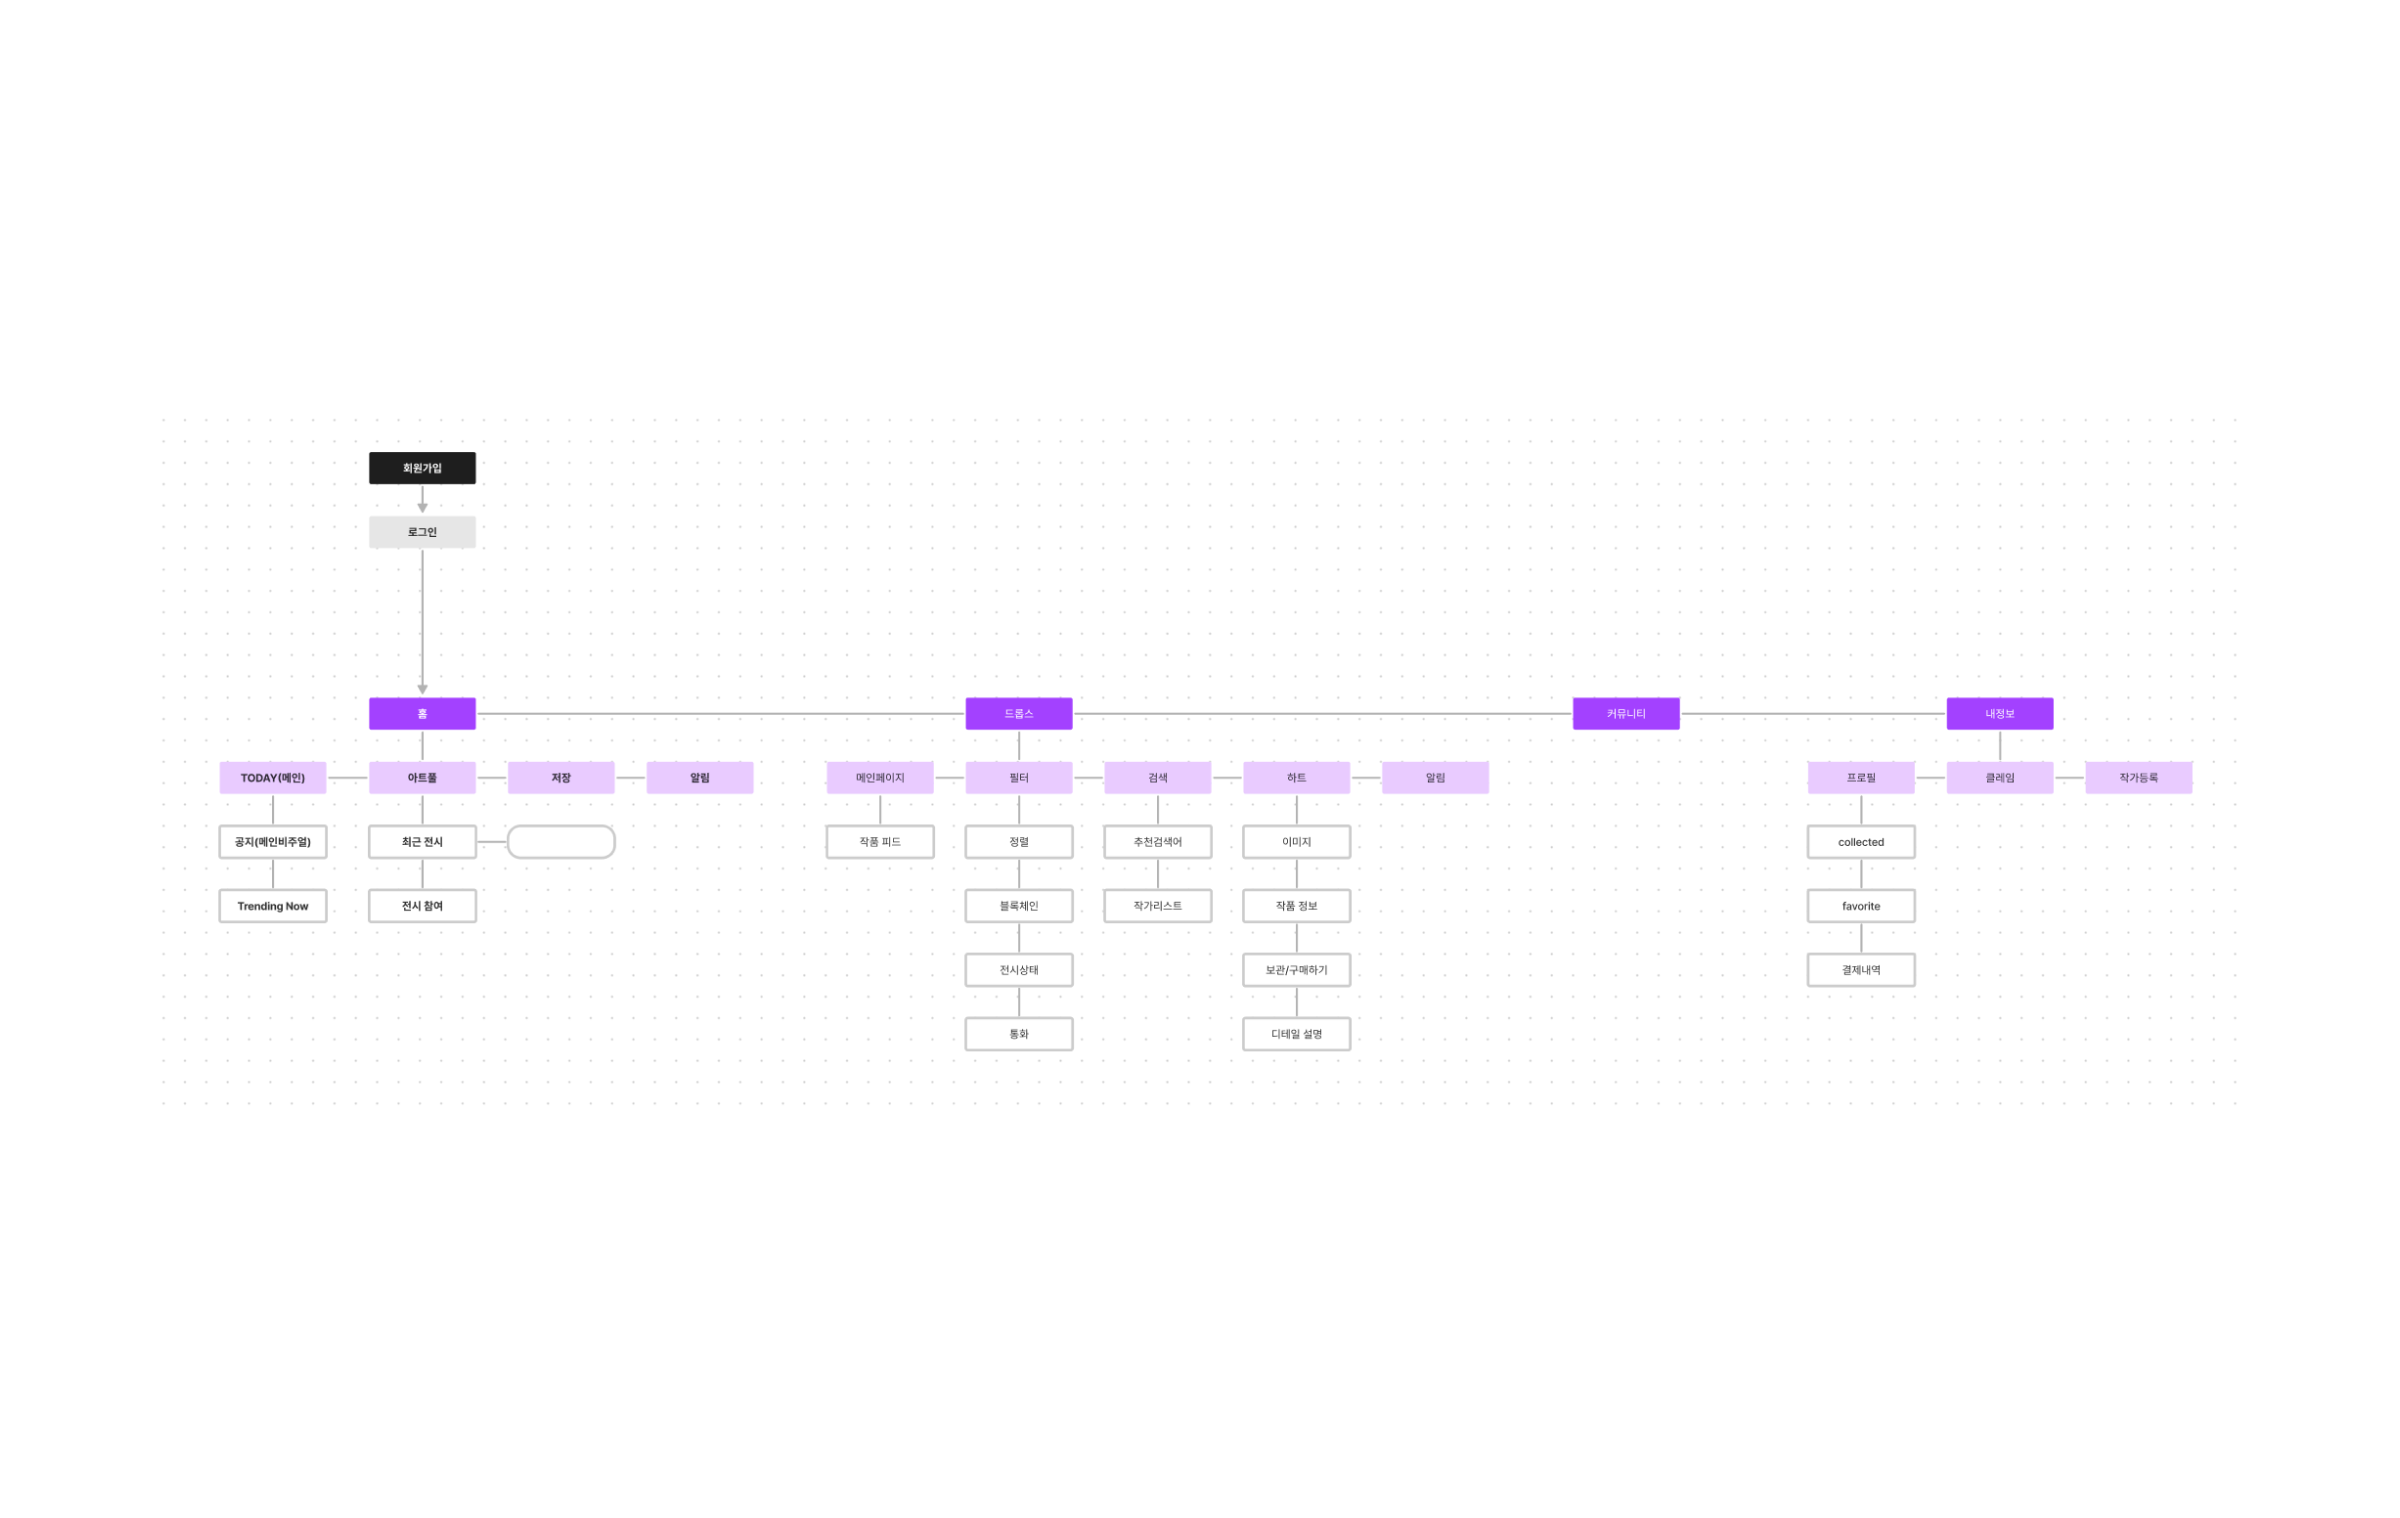 회원가입
로그인
홈
드롭스
커뮤니티
내정보
TODAY(메인)
아트풀
저장
알림
메인페이지
필터
검색
하트
알림
프로필
클레임
작가등록
공지(메인비주얼)
최근 전시
작품 피드
정렬
추천검색어
이미지
collected
Trending Now
전시 참여
블록체인
작가리스트
작품 정보
favorite
전시상태
보관/구매하기
결제내역
통화
디테일 설명